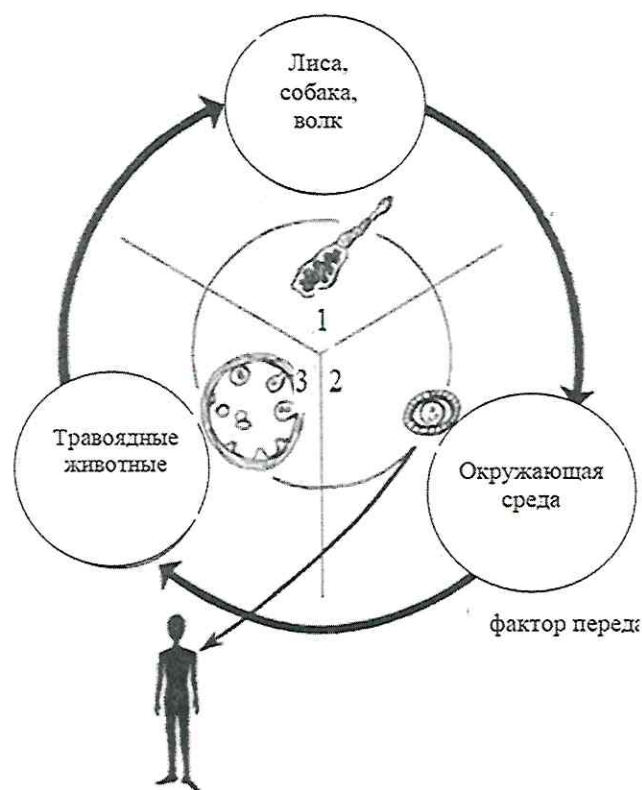 Лиса,
собака,
волк
1
3
2
Травоядные
животные
Окружающая
среда
фактор переда